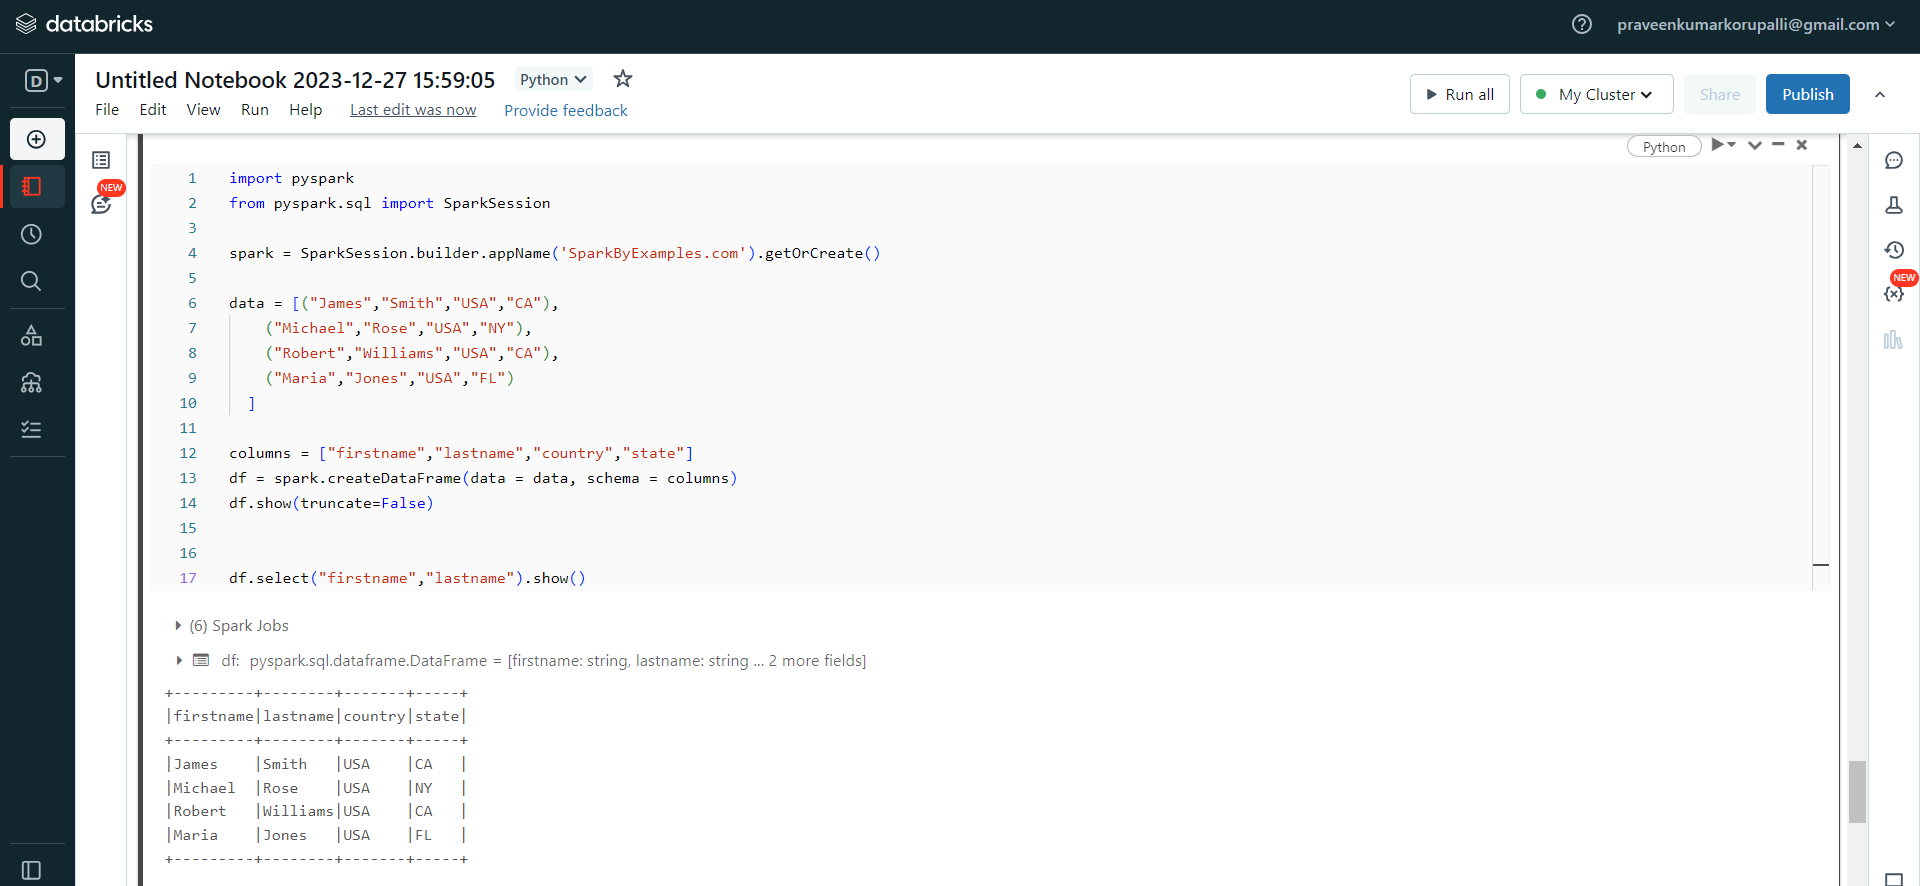 databricks
praveenkumarkorupalli@gmail.com
D
Untitled Notebook 2023-12-27 15:59:05 Python
File Edit View Run Help Last edit was now Provide feedback
Run all My Cluster Share Publish
NEW
NEW
Python
1 import pyspark
2 from pyspark.sql import SparkSession
3
4 spark = SparkSession.builder.appName('SparkByExamples.com').getOrCreate()
5
6 data = [("James","Smith","USA","CA"),
7 ("Michael","Rose","USA","NY"),
8 ("Robert","Williams","USA","CA"),
9 ("Maria","Jones","USA","FL")
10 ]
11
12 columns = ["firstname","lastname","country","state"]
13 df = spark.createDataFrame(data = data, schema = columns)
14 df.show(truncate=False)
15
16
17 df.select("firstname","lastname").show()
(6) Spark Jobs
df: pyspark.sql.dataframe.DataFrame = [firstname: string, lastname: string ... 2 more fields]
+---------+--------+-------+-----+
|firstname|lastname|country|state|
+---------+--------+-------+-----+
|James    |Smith   |USA    |CA   |
|Michael  |Rose    |USA    |NY   |
|Robert   |Williams|USA    |CA   |
|Maria    |Jones   |USA    |FL   |
+---------+--------+-------+-----+